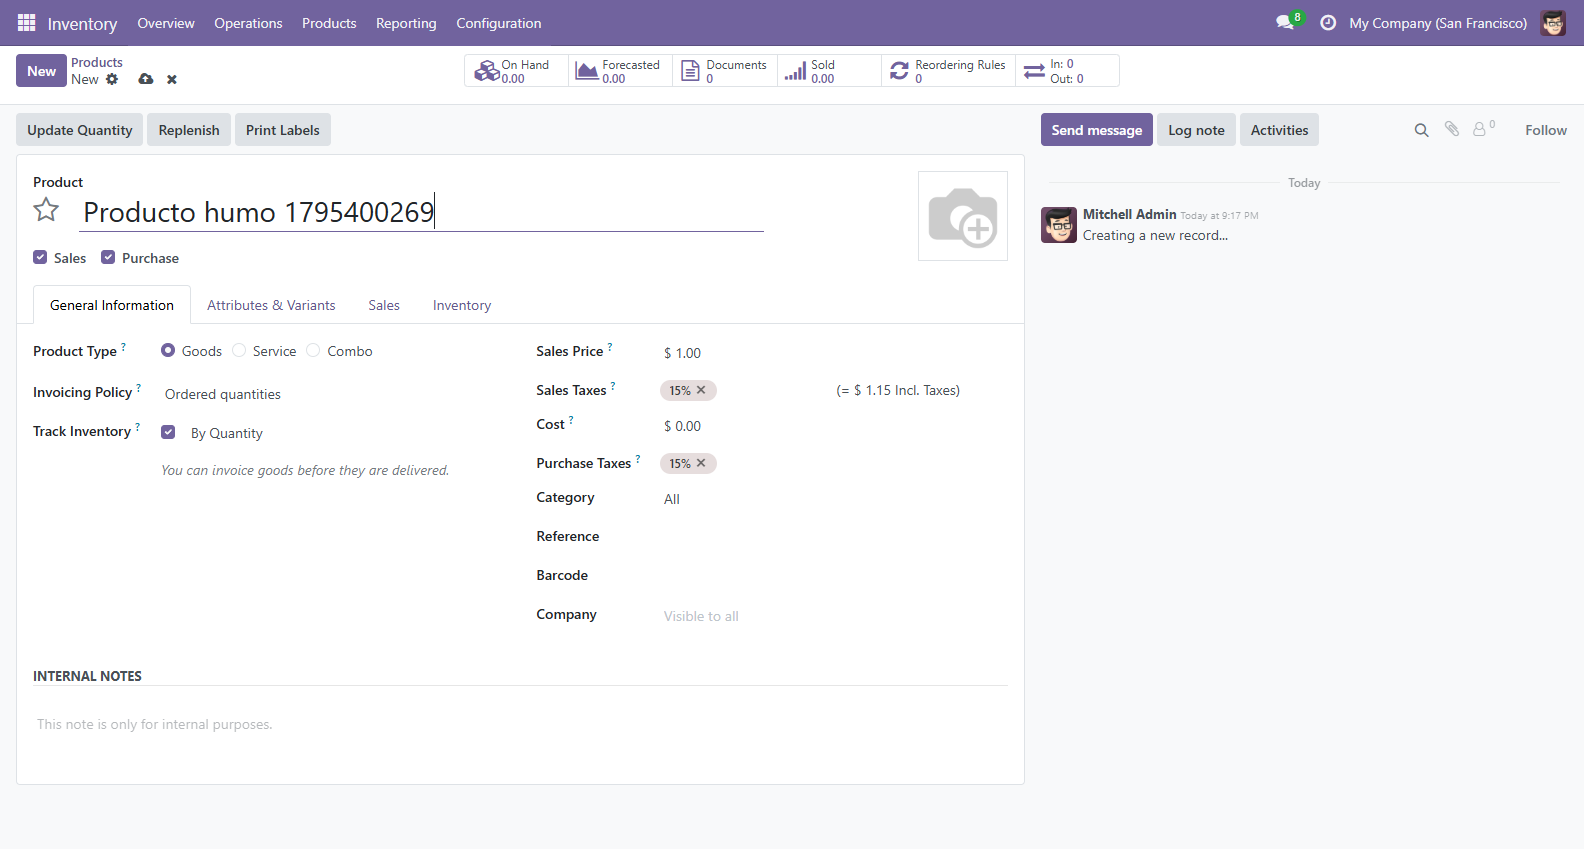 Inventory Overview Operations Products Reporting Configuration 8 My Company (San Francisco)
New Products
New
On Hand 0.00 Forecasted 0.00 Documents 0 Sold 0.00 Reordering Rules 0 In: 0 Out: 0
Update Quantity Replenish Print Labels
Send message Log note Activities 0 Follow
Product
Producto humo 1795400269
Sales Purchase
General Information Attributes & Variants Sales Inventory
Product Type ? Goods Service Combo
Invoicing Policy ? Ordered quantities
Track Inventory ? By Quantity
You can invoice goods before they are delivered.
Sales Price ? $ 1.00
Sales Taxes ? 15% (= $ 1.15 Incl. Taxes)
Cost ? $ 0.00
Purchase Taxes ? 15%
Category All
Reference
Barcode
Company Visible to all
INTERNAL NOTES
This note is only for internal purposes.
Today
Mitchell Admin Today at 9:17 PM
Creating a new record...